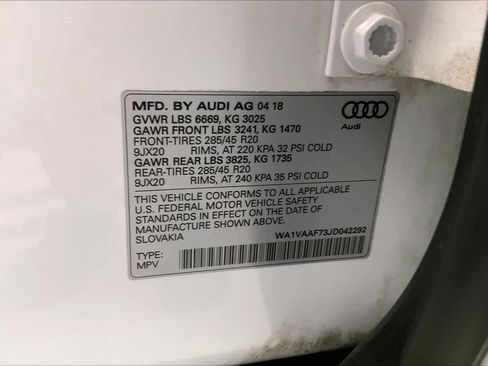 MFD. BY AUDI AG 04 18
GVWR LBS 6669, KG 3025
GAWR FRONT LBS 3241, KG 1470
FRONT-TIRES 285/45 R20
9JX20 RIMS, AT 220 KPA 32 PSI COLD
GAWR REAR LBS 3825, KG 1735
REAR-TIRES 285/45 R20
9JX20 RIMS, AT 240 KPA 35 PSI COLD
THIS VEHICLE CONFORMS TO ALL APPLICABLE
U.S. FEDERAL MOTOR VEHICLE SAFETY
STANDARDS IN EFFECT ON THE DATE OF
MANUFACTURE SHOWN ABOVE.
SLOVAKIA
WA1VAAF73JD042292
TYPE:
MPV
Audi